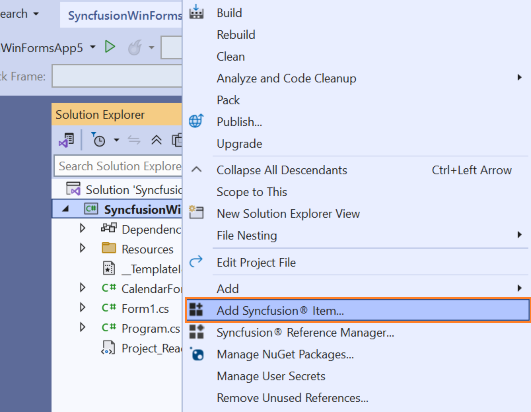 earch
SyncfusionWinForms
WinFormsApp5
k Frame:
Solution Explorer
Search Solution Explore
Solution 'Syncfusio
SyncfusionWi
Dependenc
Resources
__TemplateI
CalendarFo
Form1.cs
Program.cs
Project_Rea
Build
Rebuild
Clean
Analyze and Code Cleanup
Pack
Publish...
Upgrade
Collapse All Descendants Ctrl+Left Arrow
Scope to This
New Solution Explorer View
File Nesting
Edit Project File
Add
Add Syncfusion® Item...
Syncfusion® Reference Manager...
Manage NuGet Packages...
Manage User Secrets
Remove Unused References...